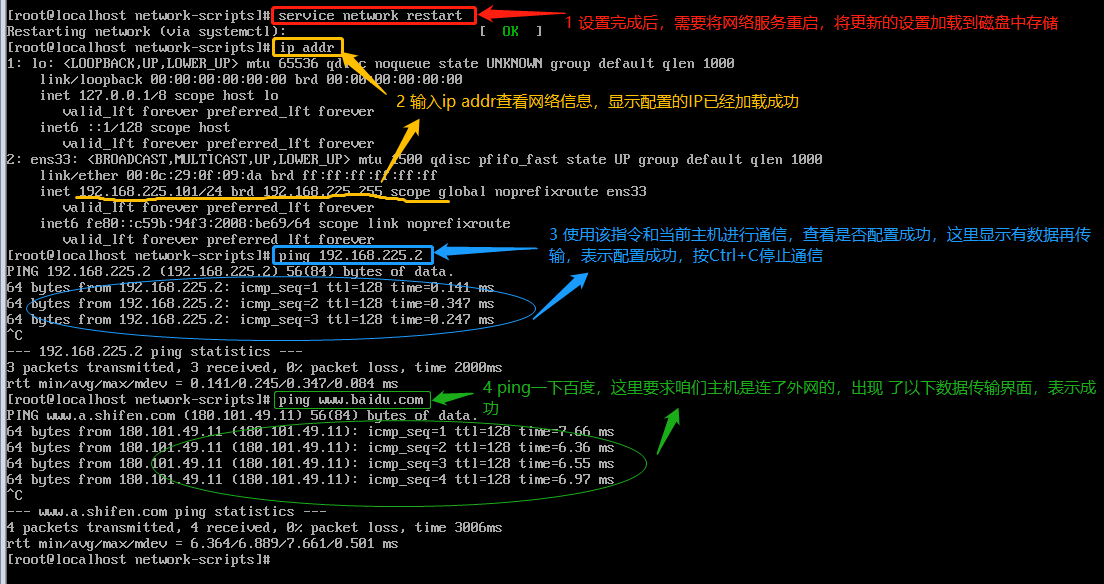 [root@localhost network-scripts]# service network restart
1 设置完成后，需要将网络服务重启，将更新的设置加载到磁盘中存储
Restarting network (via systemctl):                        [  OK  ]
[root@localhost network-scripts]# ip addr
1: lo: <LOOPBACK,UP,LOWER_UP> mtu 65536 qdisc noqueue state UNKNOWN group default qlen 1000
link/loopback 00:00:00:00:00:00 brd 00:00:00:00:00:00
inet 127.0.0.1/8 scope host lo
2 输入ip addr查看网络信息，显示配置的IP已经加载成功
valid_lft forever preferred_lft forever
inet6 ::1/128 scope host
valid_lft forever preferred_lft forever
2: ens33: <BROADCAST,MULTICAST,UP,LOWER_UP> mtu 1500 qdisc pfifo_fast state UP group default qlen 1000
link/ether 00:0c:29:0f:09:da brd ff:ff:ff:ff:ff:ff
inet 192.168.225.101/24 brd 192.168.225.255 scope global noprefixroute ens33
valid_lft forever preferred_lft forever
inet6 fe80::c59b:94f3:2008:be69/64 scope link noprefixroute
valid_lft forever preferred_lft forever
3 使用该指令和当前主机进行通信，查看是否配置成功，这里显示有数据再传
输，表示配置成功，按Ctrl+C停止通信
[root@localhost network-scripts]# ping 192.168.225.2
PING 192.168.225.2 (192.168.225.2) 56(84) bytes of data.
64 bytes from 192.168.225.2: icmp_seq=1 ttl=128 time=0.141 ms
64 bytes from 192.168.225.2: icmp_seq=2 ttl=128 time=0.347 ms
64 bytes from 192.168.225.2: icmp_seq=3 ttl=128 time=0.247 ms
^C
--- 192.168.225.2 ping statistics ---
3 packets transmitted, 3 received, 0% packet loss, time 2000ms
rtt min/avg/max/mdev = 0.141/0.245/0.347/0.084 ms
4 ping一下百度，这里要求咱们主机是连了外网的，出现 了以下数据传输界面，表示成
功
[root@localhost network-scripts]# ping www.baidu.com
PING www.a.shifen.com (180.101.49.11) 56(84) bytes of data.
64 bytes from 180.101.49.11 (180.101.49.11): icmp_seq=1 ttl=128 time=7.66 ms
64 bytes from 180.101.49.11 (180.101.49.11): icmp_seq=2 ttl=128 time=6.36 ms
64 bytes from 180.101.49.11 (180.101.49.11): icmp_seq=3 ttl=128 time=6.55 ms
64 bytes from 180.101.49.11 (180.101.49.11): icmp_seq=4 ttl=128 time=6.97 ms
^C
--- www.a.shifen.com ping statistics ---
4 packets transmitted, 4 received, 0% packet loss, time 3006ms
rtt min/avg/max/mdev = 6.364/6.889/7.661/0.501 ms
[root@localhost network-scripts]#